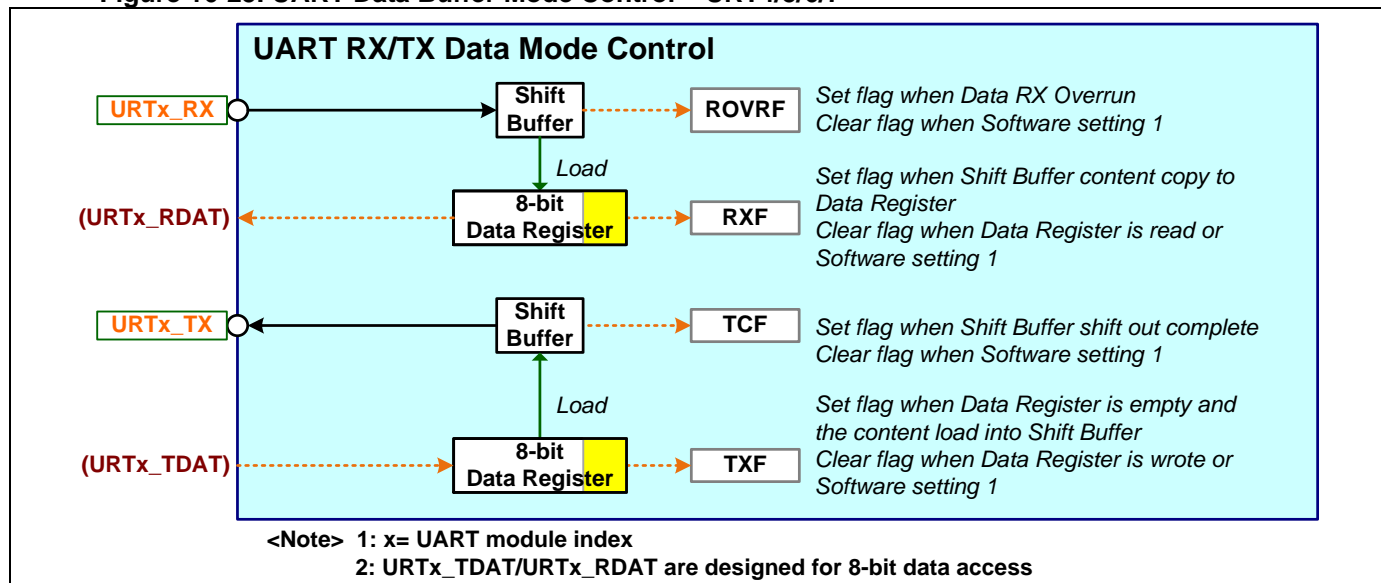 UART RX/TX Data Mode Control
URTx_RX
Shift
Buffer
ROVRF
Set flag when Data RX Overrun
Clear flag when Software setting 1
Load
(URTx_RDAT)
8-bit
Data Register
RXF
Set flag when Shift Buffer content copy to
Data Register
Clear flag when Data Register is read or
Software setting 1
URTx_TX
Shift
Buffer
TCF
Set flag when Shift Buffer shift out complete
Clear flag when Software setting 1
Load
(URTx_TDAT)
8-bit
Data Register
TXF
Set flag when Data Register is empty and
the content load into Shift Buffer
Clear flag when Data Register is wrote or
Software setting 1
<Note> 1: x= UART module index
2: URTx_TDAT/URTx_RDAT are designed for 8-bit data access